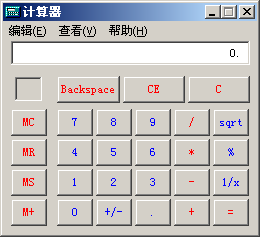 计算器
编辑(E) 查看(V) 帮助(H)
0.
Backspace CE C
MC 7 8 9 / sqrt
MR 4 5 6 * %
MS 1 2 3 - 1/x
M+ 0 +/- . + =